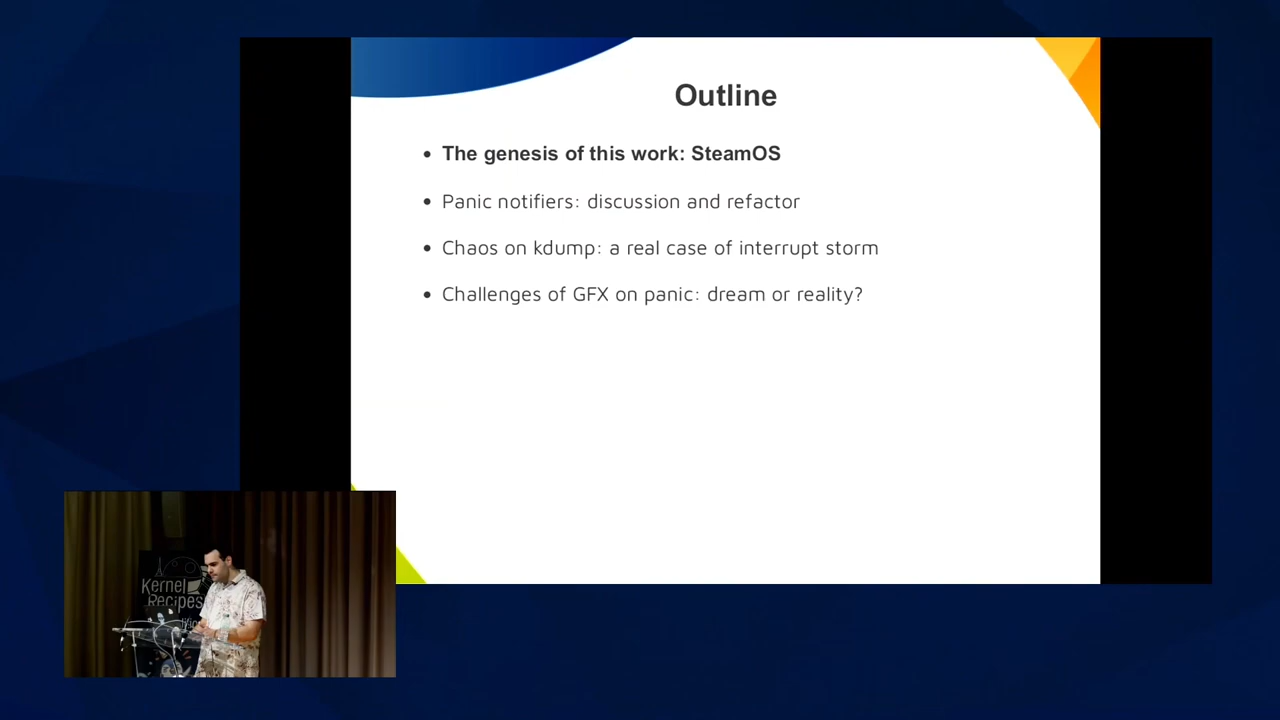 Outline
• The genesis of this work: SteamOS
• Panic notifiers: discussion and refactor
• Chaos on kdump: a real case of interrupt storm
• Challenges of GFX on panic: dream or reality?
Kernel
Recipes